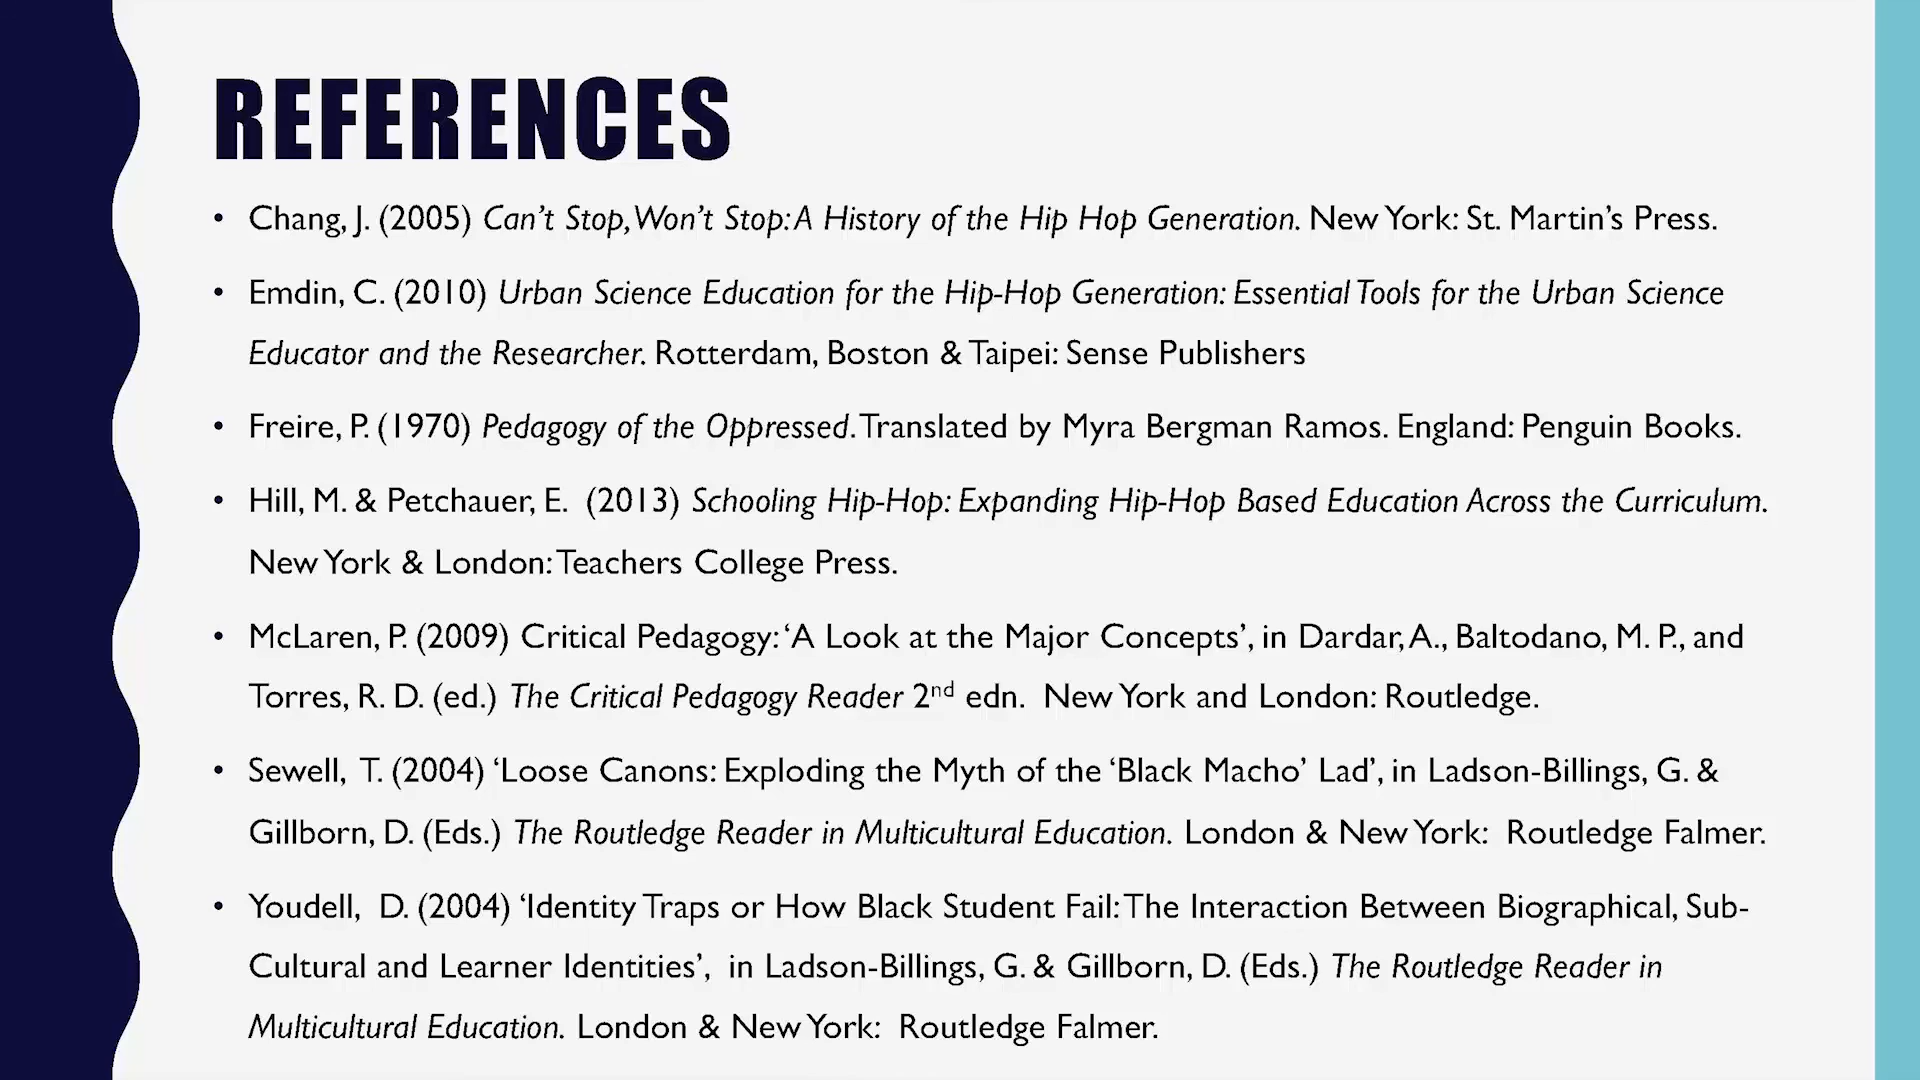 REFERENCES
• Chang, J. (2005) Can’t Stop, Won’t Stop: A History of the Hip Hop Generation. New York: St. Martin’s Press.
• Emdin, C. (2010) Urban Science Education for the Hip-Hop Generation: Essential Tools for the Urban Science
Educator and the Researcher. Rotterdam, Boston & Taipei: Sense Publishers
• Freire, P. (1970) Pedagogy of the Oppressed. Translated by Myra Bergman Ramos. England: Penguin Books.
• Hill, M. & Petchauer, E. (2013) Schooling Hip-Hop: Expanding Hip-Hop Based Education Across the Curriculum.
New York & London: Teachers College Press.
• McLaren, P. (2009) Critical Pedagogy: ‘A Look at the Major Concepts’, in Dardar, A., Baltodano, M. P., and
Torres, R. D. (ed.) The Critical Pedagogy Reader 2nd edn. New York and London: Routledge.
• Sewell, T. (2004) ‘Loose Canons: Exploding the Myth of the ‘Black Macho’ Lad’, in Ladson-Billings, G. &
Gillborn, D. (Eds.) The Routledge Reader in Multicultural Education. London & New York: Routledge Falmer.
• Youdell, D. (2004) ‘Identity Traps or How Black Student Fail: The Interaction Between Biographical, Sub-
Cultural and Learner Identities’, in Ladson-Billings, G. & Gillborn, D. (Eds.) The Routledge Reader in
Multicultural Education. London & New York: Routledge Falmer.